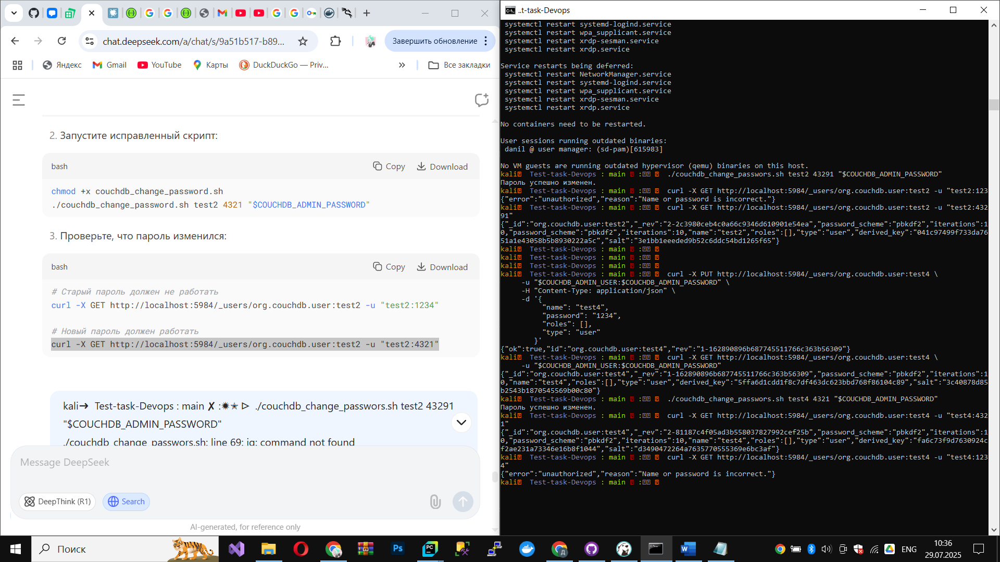 chat.deepseek.com/a/chat/s/9a51b517-b89...
Завершить обновление
Яндекс
Gmail
YouTube
Карты
DuckDuckGo — Priv...
»
Все закладки
2. Запустите исправленный скрипт:
bash
Copy
Download
chmod +x couchdb_change_password.sh
./couchdb_change_password.sh test2 4321 "$COUCHDB_ADMIN_PASSWORD"
3. Проверьте, что пароль изменился:
bash
Copy
Download
# Старый пароль должен не работать
curl -X GET http://localhost:5984/_users/org.couchdb.user:test2 -u "test2:1234"
# Новый пароль должен работать
curl -X GET http://localhost:5984/_users/org.couchdb.user:test2 -u "test2:4321"
kali➜ Test-task-Devops : main ✗ :✹✭ ▷ ./couchdb_change_passwors.sh test2 43291
"$COUCHDB_ADMIN_PASSWORD"
./couchdb_change_passwors.sh: line 69: jq: command not found
Message DeepSeek
DeepThink (R1)
Search
AI-generated, for reference only
..t-task-Devops
systemctl restart systemd-logind.service
systemctl restart wpa_supplicant.service
systemctl restart xrdp-sesman.service
systemctl restart xrdp.service
Service restarts being deferred:
systemctl restart NetworkManager.service
systemctl restart systemd-logind.service
systemctl restart wpa_supplicant.service
systemctl restart xrdp-sesman.service
systemctl restart xrdp.service
No containers need to be restarted.
User sessions running outdated binaries:
danil @ user manager: (sd-pam)[615983]
No VM guests are running outdated hypervisor (qemu) binaries on this host.
kali Test-task-Devops : main : ./couchdb_change_passwors.sh test2 43291 "$COUCHDB_ADMIN_PASSWORD"
Пароль успешно изменен.
kali Test-task-Devops : main : curl -X GET http://localhost:5984/_users/org.couchdb.user:test2 -u "test2:123
{"error":"unauthorized","reason":"Name or password is incorrect."}
kali Test-task-Devops : main : curl -X GET http://localhost:5984/_users/org.couchdb.user:test2 -u "test2:432
91"
{"_id":"org.couchdb.user:test2","_rev":"2-2c3980ceb4c0a66c9346d610901e54ea","password_scheme":"pbkdf2","iterations":1
0,"password_scheme":"pbkdf2","iterations":10,"name":"test2","roles":[],"type":"user","derived_key":"041c97499f733da76
51a1e43058b5b8930222a5c","salt":"3e1bb1eeeded9b52c6ddc54bd1265f65"}
kali Test-task-Devops : main :
kali Test-task-Devops : main :
kali Test-task-Devops : main :
kali Test-task-Devops : main : curl -X PUT http://localhost:5984/_users/org.couchdb.user:test4 \
-u "$COUCHDB_ADMIN_USER:$COUCHDB_ADMIN_PASSWORD" \
-H "Content-Type: application/json" \
-d '{
"name": "test4",
"password": "1234",
"roles": [],
"type": "user"
}'
{"ok":true,"id":"org.couchdb.user:test4","rev":"1-162890896b687745511766c363b56309"}
kali Test-task-Devops : main : curl -X GET http://localhost:5984/_users/org.couchdb.user:test4 \
-u "$COUCHDB_ADMIN_USER:$COUCHDB_ADMIN_PASSWORD"
{"_id":"org.couchdb.user:test4","_rev":"1-162890896b687745511766c363b56309","password_scheme":"pbkdf2","iterations":1
0,"name":"test4","roles":[],"type":"user","derived_key":"5ffa6d1cdd1f8c7df463dc623bbd768f86104c89","salt":"3c40878d85
b2543b1870545569b00c80"}
kali Test-task-Devops : main : ./couchdb_change_passwors.sh test4 4321 "$COUCHDB_ADMIN_PASSWORD"
Пароль успешно изменен.
kali Test-task-Devops : main : curl -X GET http://localhost:5984/_users/org.couchdb.user:test4 -u "test4:432
1"
{"_id":"org.couchdb.user:test4","_rev":"2-81187c4f05ad3b558037827992cef25b","password_scheme":"pbkdf2","iterations":1
0,"password_scheme":"pbkdf2","iterations":10,"name":"test4","roles":[],"type":"user","derived_key":"fa6c73f9d7630924c
f2ae231a73346e16b8f1044","salt":"d3490472264a7635770555369e6bc3af"}
kali Test-task-Devops : main : curl -X GET http://localhost:5984/_users/org.couchdb.user:test4 -u "test4:123
4"
{"error":"unauthorized","reason":"Name or password is incorrect."}
kali Test-task-Devops : main :
Поиск
ENG
10:36
29.07.2025